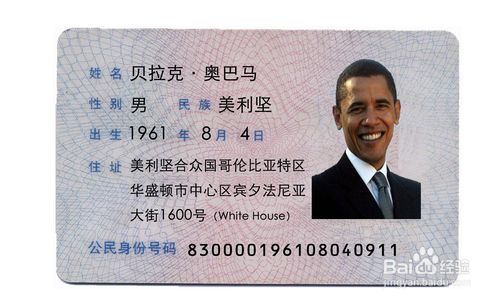 姓名 贝拉克·奥巴马
性别 男 民族 美利坚
出生 1961 年 8 月 4 日
住址 美利坚合众国哥伦比亚特区
华盛顿市中心区宾夕法尼亚
大街1600号 (White House)
公民身份号码 830000196108040911
Baidu经验
jingyan.baidu.com